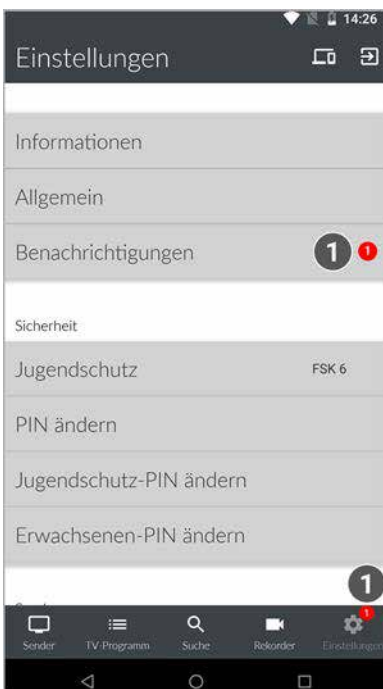 14:26
Einstellungen
Informationen
Allgemein
Benachrichtigungen 1 1
Sicherheit
Jugendschutz FSK 6
PIN ändern
Jugendschutz-PIN ändern
Erwachsenen-PIN ändern
1
1
Sender TV-Programm Suche Rekorder Einstellungen